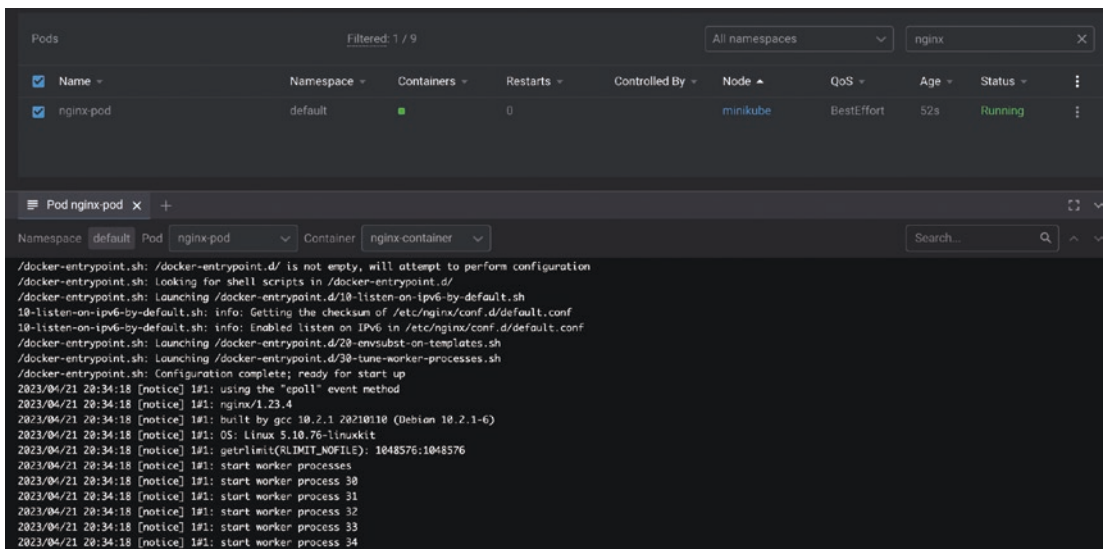 Pods Filtered: 1 / 9 All namespaces nginx
Name Namespace Containers Restarts Controlled By Node QoS Age Status
nginx-pod default 0 minikube BestEffort 52s Running
Pod nginx-pod
Namespace default Pod nginx-pod Container nginx-container Search...
/docker-entrypoint.sh: /docker-entrypoint.d/ is not empty, will attempt to perform configuration
/docker-entrypoint.sh: Looking for shell scripts in /docker-entrypoint.d/
/docker-entrypoint.sh: Launching /docker-entrypoint.d/10-listen-on-ipv6-by-default.sh
10-listen-on-ipv6-by-default.sh: info: Getting the checksum of /etc/nginx/conf.d/default.conf
10-listen-on-ipv6-by-default.sh: info: Enabled listen on IPv6 in /etc/nginx/conf.d/default.conf
/docker-entrypoint.sh: Launching /docker-entrypoint.d/20-envsubst-on-templates.sh
/docker-entrypoint.sh: Launching /docker-entrypoint.d/30-tune-worker-processes.sh
/docker-entrypoint.sh: Configuration complete; ready for start up
2023/04/21 20:34:18 [notice] 1#1: using the "epoll" event method
2023/04/21 20:34:18 [notice] 1#1: nginx/1.23.4
2023/04/21 20:34:18 [notice] 1#1: built by gcc 10.2.1 20210110 (Debian 10.2.1-6)
2023/04/21 20:34:18 [notice] 1#1: OS: Linux 5.10.76-linuxkit
2023/04/21 20:34:18 [notice] 1#1: getrlimit(RLIMIT_NOFILE): 1048576:1048576
2023/04/21 20:34:18 [notice] 1#1: start worker processes
2023/04/21 20:34:18 [notice] 1#1: start worker process 30
2023/04/21 20:34:18 [notice] 1#1: start worker process 31
2023/04/21 20:34:18 [notice] 1#1: start worker process 32
2023/04/21 20:34:18 [notice] 1#1: start worker process 33
2023/04/21 20:34:18 [notice] 1#1: start worker process 34